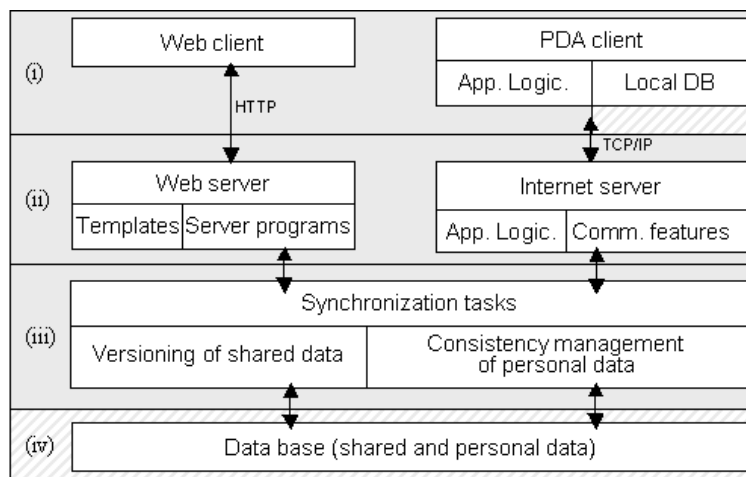 Web client
PDA client
(i)
App. Logic.
Local DB
HTTP
TCP/IP
Web server
Internet server
(ii)
Templates
Server programs
App. Logic.
Comm. features
Synchronization tasks
(iii)
Versioning of shared data
Consistency management
of personal data
(iv)
Data base (shared and personal data)